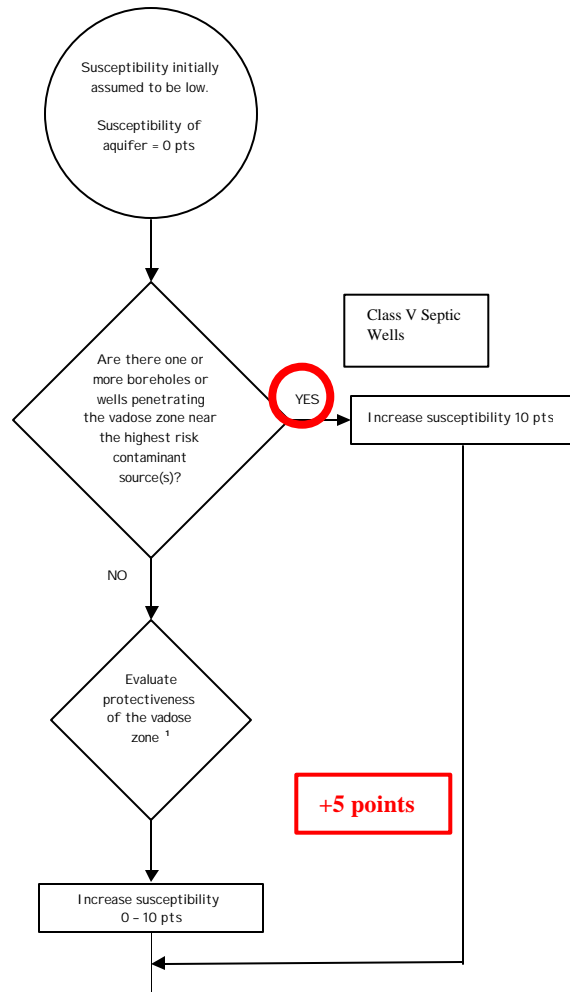 Susceptibility initially
assumed to be low.
Susceptibility of
aquifer = 0 pts
Are there one or
more boreholes or
wells penetrating
the vadose zone near
the highest risk
contaminant
source(s)?
YES
Class V Septic
Wells
Increase susceptibility 10 pts
NO
Evaluate
protectiveness
of the vadose
zone ¹
+5 points
Increase susceptibility
0 – 10 pts